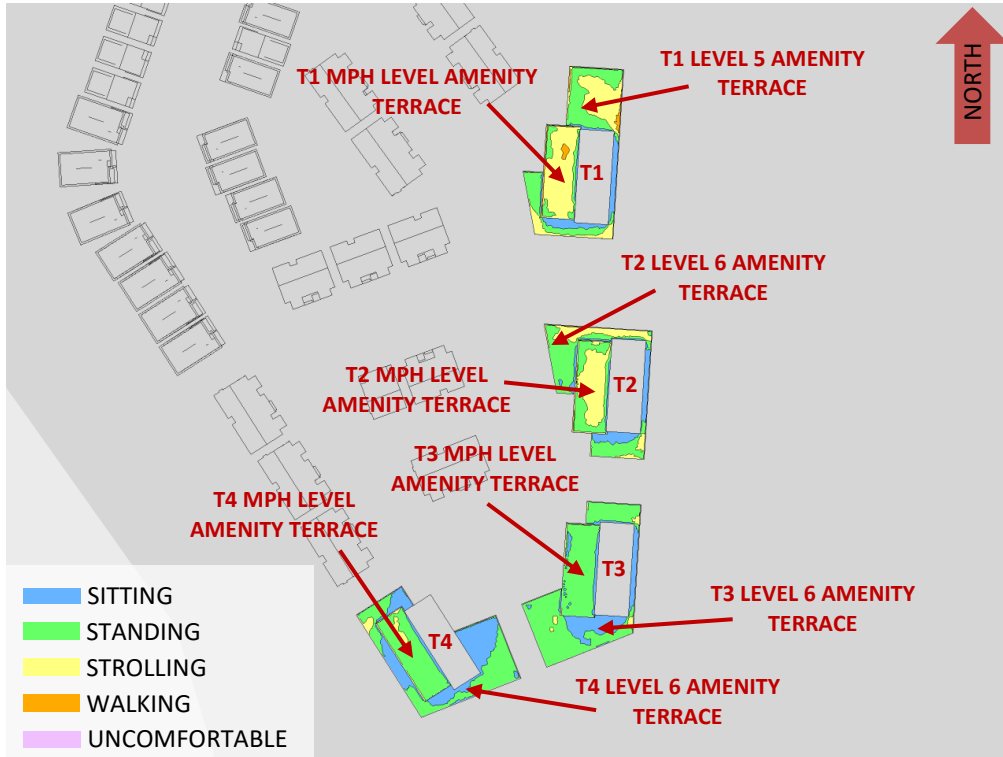 NORTH
T1 MPH LEVEL AMENITY
TERRACE
T1 LEVEL 5 AMENITY
TERRACE
T1
T2 LEVEL 6 AMENITY
TERRACE
T2 MPH LEVEL
AMENITY TERRACE
T2
T3 MPH LEVEL
AMENITY TERRACE
T4 MPH LEVEL
AMENITY TERRACE
T3
T3 LEVEL 6 AMENITY
TERRACE
T4
T4 LEVEL 6 AMENITY
TERRACE
SITTING
STANDING
STROLLING
WALKING
UNCOMFORTABLE